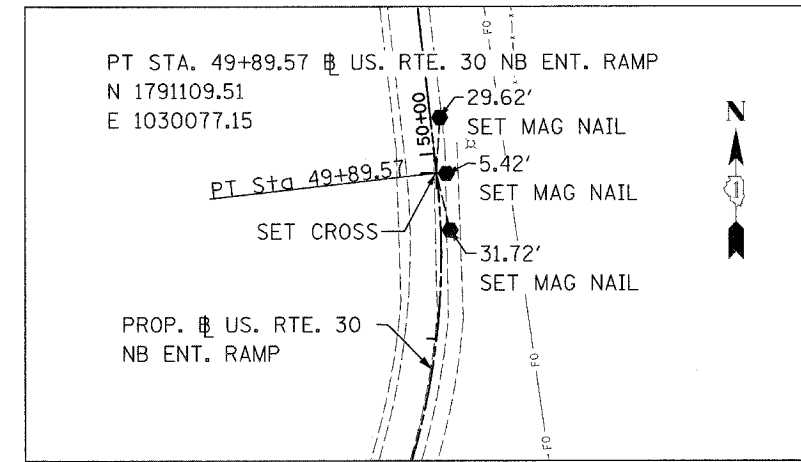 PT STA. 49+89.57 ⅊ US. RTE. 30 NB ENT. RAMP
N 1791109.51
E 1030077.15
50+00
29.62'
SET MAG NAIL
N
PT Sta 49+89.57
5.42'
SET MAG NAIL
1
SET CROSS
31.72'
SET MAG NAIL
PROP. ⅊ US. RTE. 30
NB ENT. RAMP
FO
FO
FO